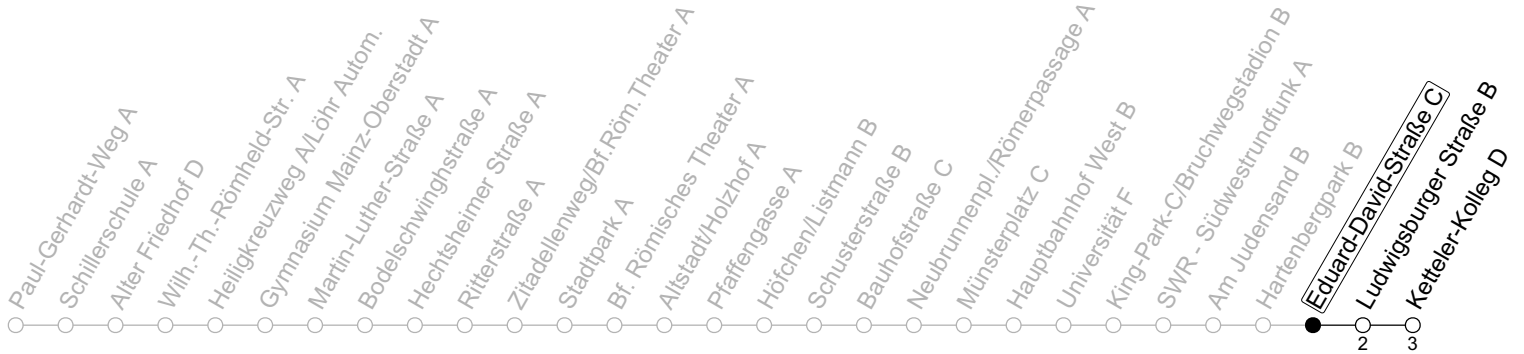 Paul-Gerhardt-Weg A
Schillerschule A
Alter Friedhof D
Wilh.-Th.-Römheld-Str. A
Heiligkreuzweg A/Löhr Autom.
Gymnasium Mainz-Oberstadt A
Martin-Luther-Straße A
Bodelschwinghstraße A
Hechtsheimer Straße A
Ritterstraße A
Zitadellenweg/Bf.Röm.Theater A
Stadtpark A
Bf. Römisches Theater A
Altstadt/Holzhof A
Pfaffengasse A
Höfchen/Listmann B
Schusterstraße B
Bauhofstraße C
Neubrunnenpl./Römerpassage A
Münsterplatz C
Hauptbahnhof West B
Universität F
King-Park-C/Bruchwegstadion B
SWR - Südwestrundfunk A
Am Judensand B
Hartenbergpark B
Eduard-David-Straße C
Ludwigsburger Straße B
Ketteler-Kolleg D
2
3